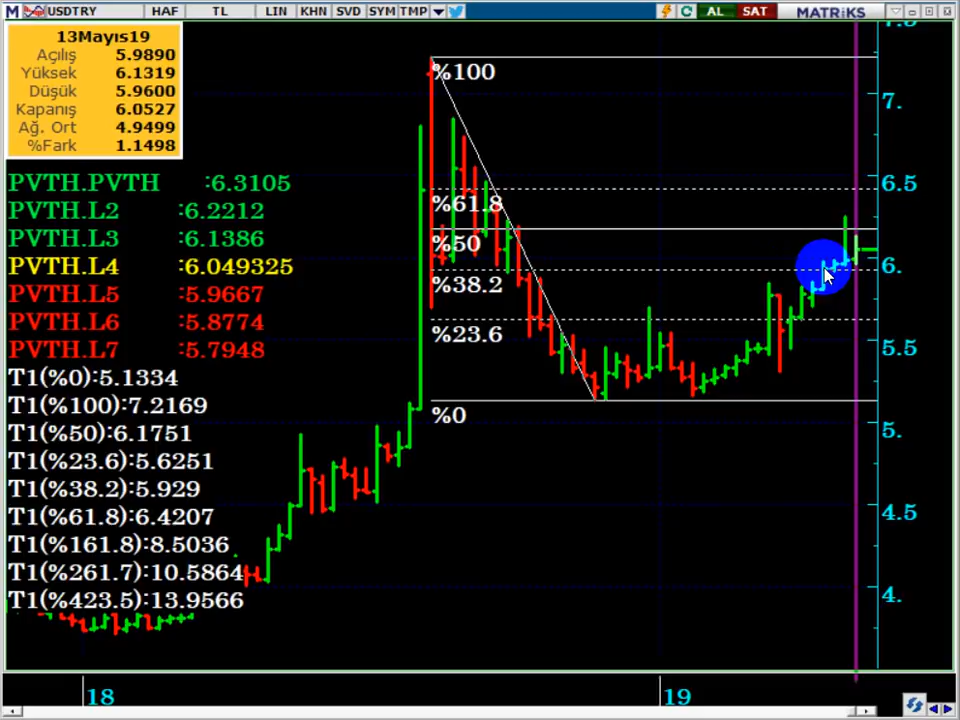 M USDTRY HAF TL LIN KHN SVD SYM TMP AL SAT MATRİKS
13Mayıs19
Açılış 5.9890
Yüksek 6.1319
Düşük 5.9600
Kapanış 6.0527
Ağ. Ort 4.9499
%Fark 1.1498
PVTH.PVTH :6.3105
PVTH.L2 :6.2212
PVTH.L3 :6.1386
PVTH.L4 :6.049325
PVTH.L5 :5.9667
PVTH.L6 :5.8774
PVTH.L7 :5.7948
T1(%0):5.1334
T1(%100):7.2169
T1(%50):6.1751
T1(%23.6):5.6251
T1(%38.2):5.929
T1(%61.8):6.4207
T1(%161.8):8.5036
T1(%261.7):10.5864
T1(%423.5):13.9566
%100
%61.8
%50
%38.2
%23.6
%0
7.
6.5
6.
5.5
5.
4.5
4.
18 19